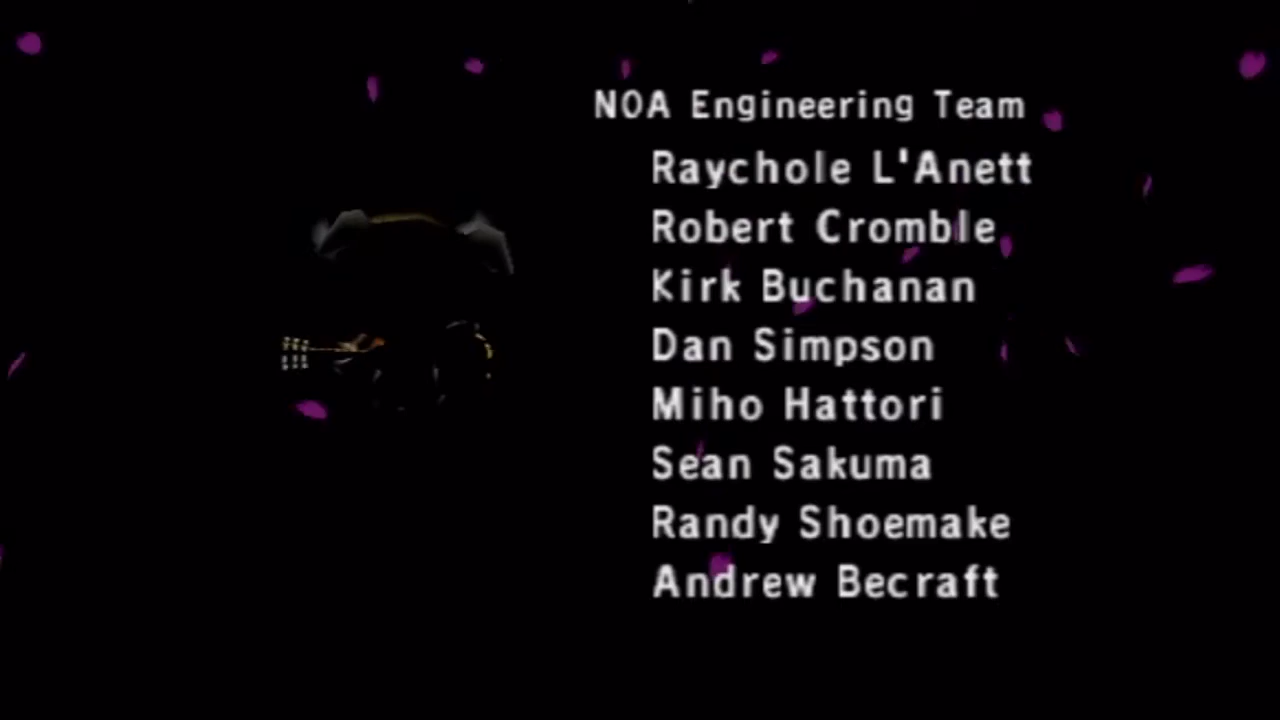 NOA Engineering Team
Raychole L'Anett
Robert Cromble
Kirk Buchanan
Dan Simpson
Miho Hattori
Sean Sakuma
Randy Shoemake
Andrew Becraft